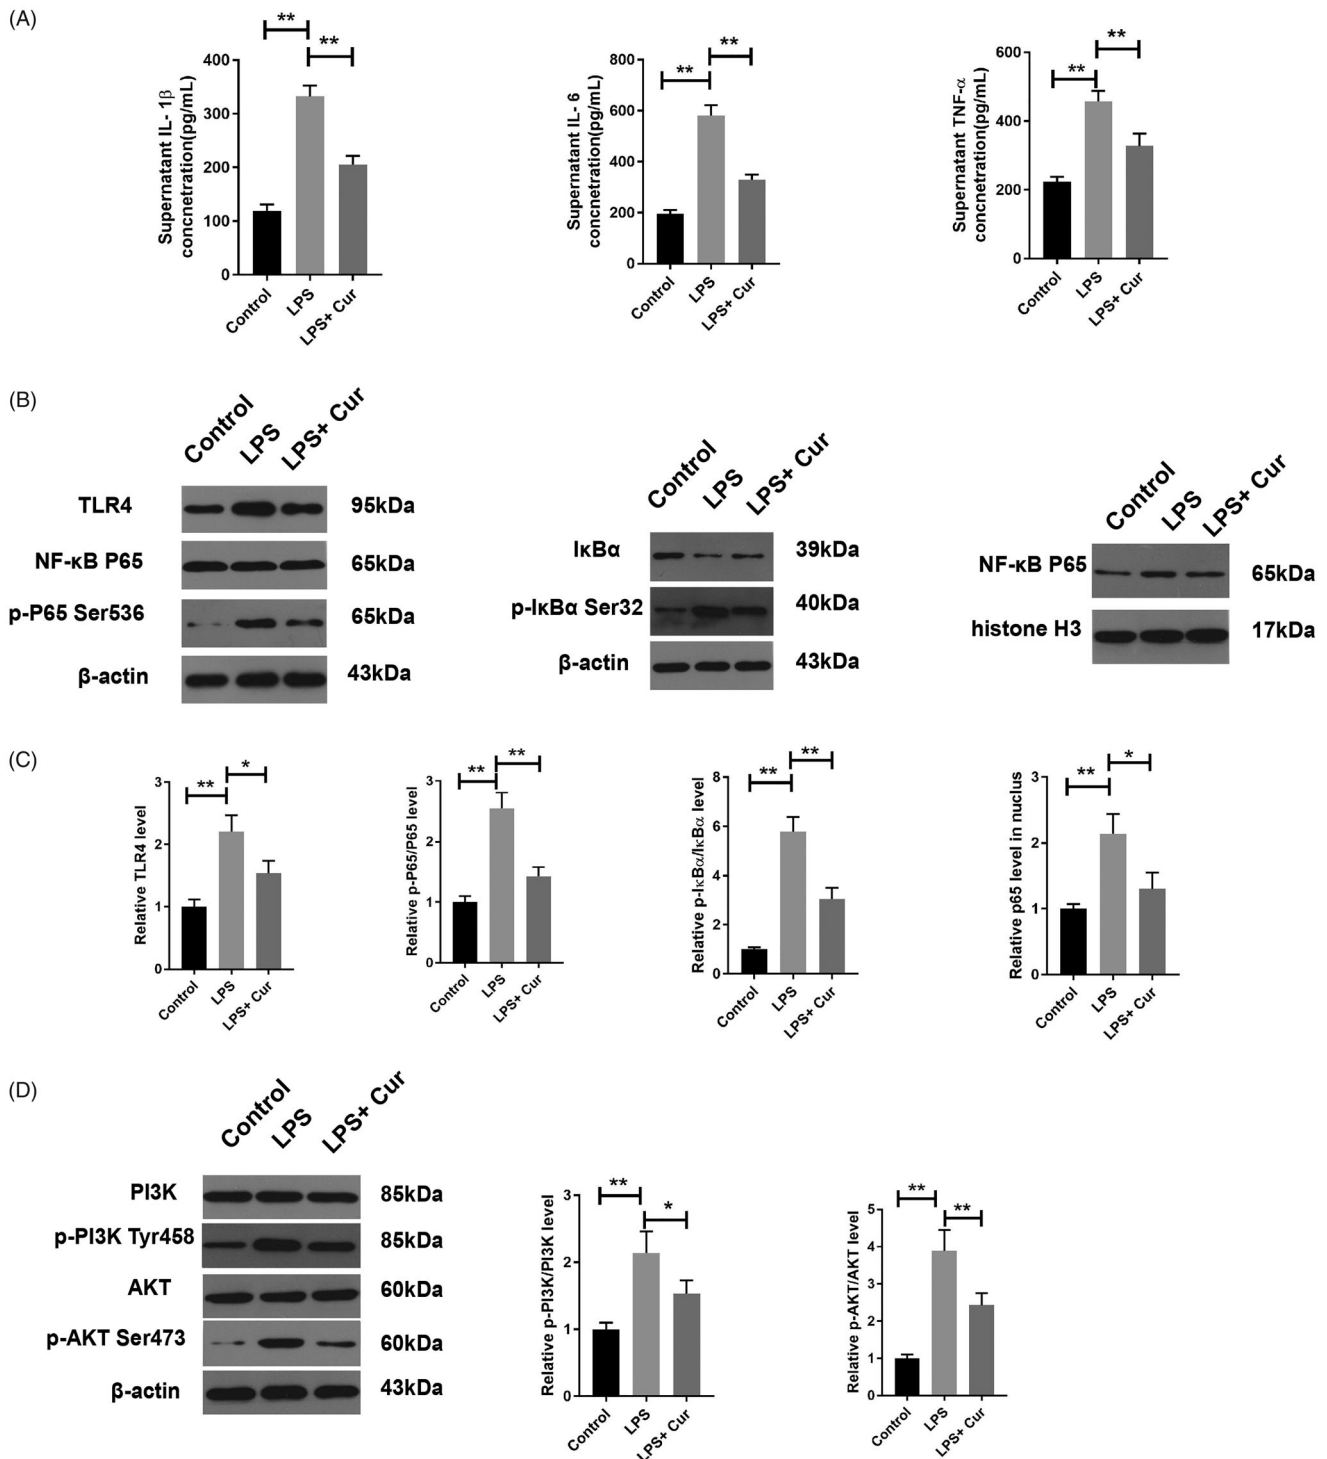 (A)
** **
Supernatant IL- 1β
concnetration(pg/mL)
400
300
200
100
0
Control
LPS
LPS+ Cur
** **
Supernatant IL- 6
concnetration(pg/mL)
800
600
400
200
0
Control
LPS
LPS+ Cur
** **
Supernatant TNF-α
concnetration(pg/mL)
600
400
200
0
Control
LPS
LPS+ Cur
(B)
Control
LPS
LPS+ Cur
TLR4 95kDa
NF-κB P65 65kDa
p-P65 Ser536 65kDa
β-actin 43kDa
Control
LPS
LPS+ Cur
IκBα 39kDa
p-IκBα Ser32 40kDa
β-actin 43kDa
Control
LPS
LPS+ Cur
NF-κB P65 65kDa
histone H3 17kDa
(C)
** *
Relative TLR4 level
3
2
1
0
Control
LPS
LPS+ Cur
** **
Relative p-P65/P65 level
3
2
1
0
Control
LPS
LPS+ Cur
** **
Relative p-IκBα/IκBα level
8
6
4
2
0
Control
LPS
LPS+ Cur
** *
Relative p65 level in nuclus
3
2
1
0
Control
LPS
LPS+ Cur
(D)
Control
LPS
LPS+ Cur
PI3K 85kDa
p-PI3K Tyr458 85kDa
AKT 60kDa
p-AKT Ser473 60kDa
β-actin 43kDa
** *
Relative p-PI3K/PI3K level
3
2
1
0
Control
LPS
LPS+ Cur
** **
Relative p-AKT/AKT level
5
4
3
2
1
0
Control
LPS
LPS+ Cur